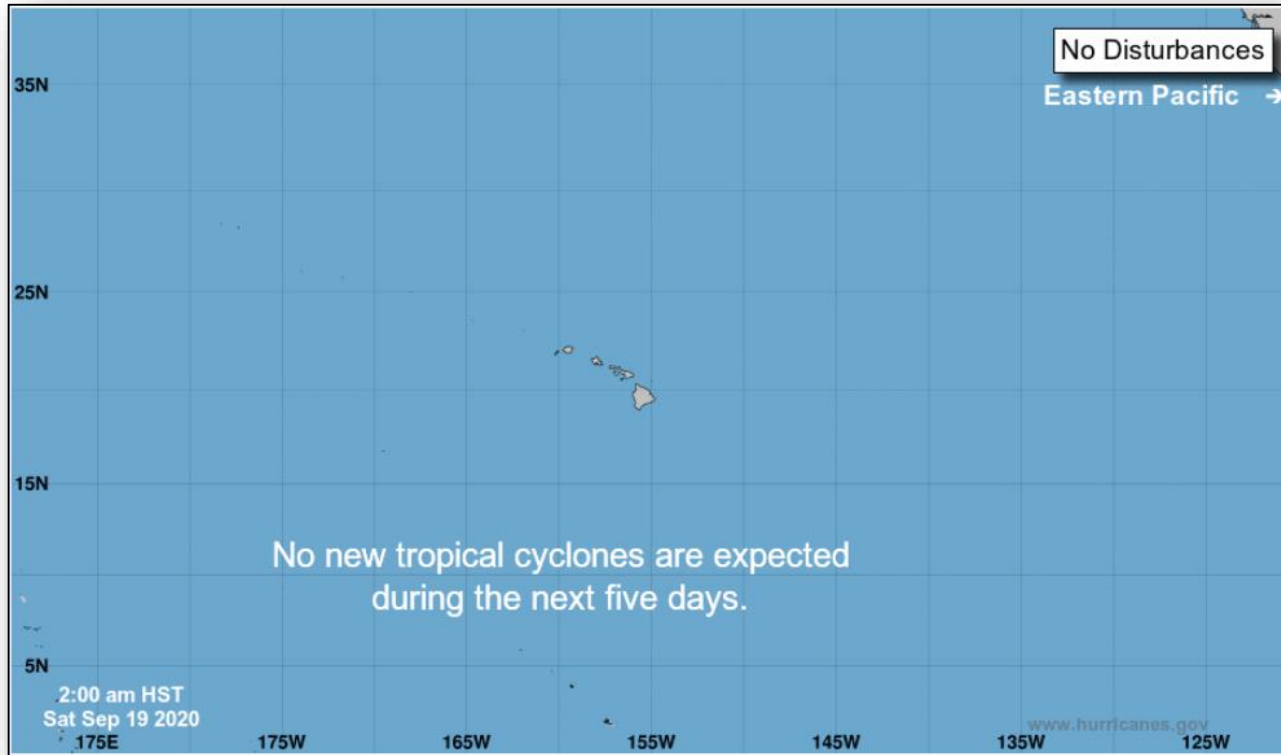 No Disturbances
35N
Eastern Pacific →
25N
15N
No new tropical cyclones are expected
during the next five days.
5N
2:00 am HST
Sat Sep 19 2020
www.hurricanes.gov
175E 175W 165W 155W 145W 135W 125W